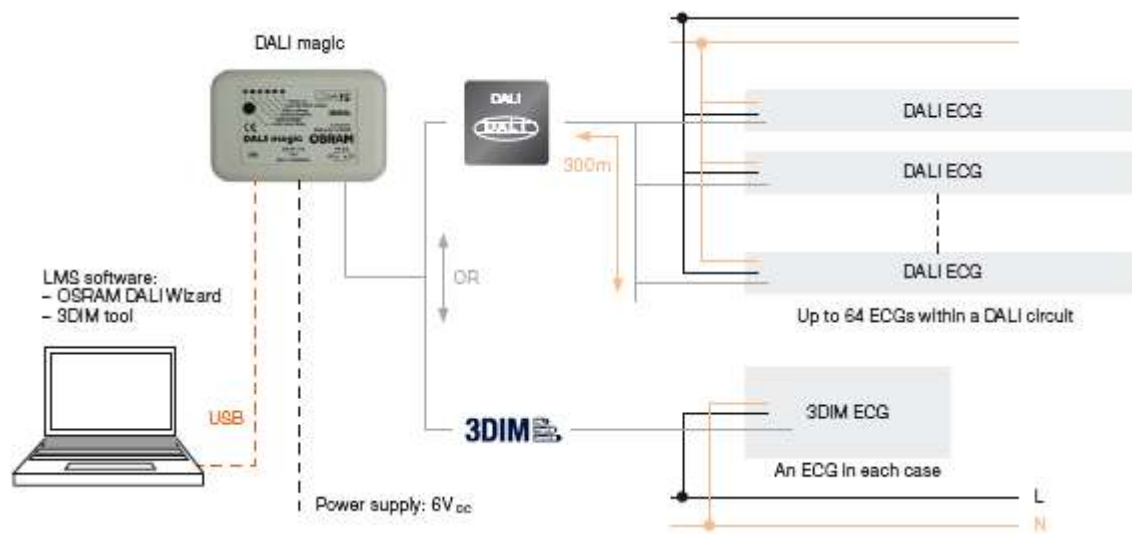 DALI magic
DALI magic OSRAM
DALI
DALI
300m
DALI ECG
DALI ECG
DALI ECG
Up to 64 ECGs within a DALI circuit
OR
LMS software:
– OSRAM DALI Wizard
– 3DIM tool
USB
3DIM
3DIM ECG
An ECG in each case
Power supply: 6V DC
L
N